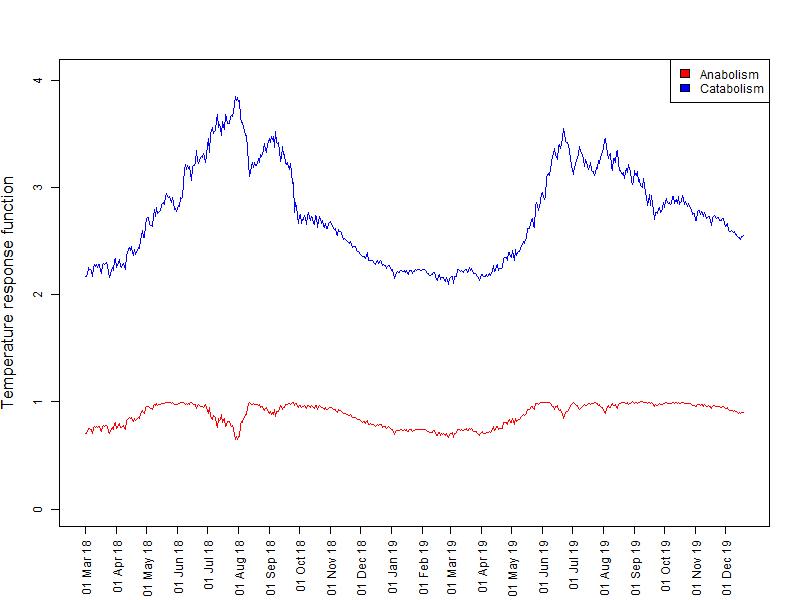 Anabolism
Catabolism
Temperature response function
4
3
2
1
0
01 Mar 18
01 Apr 18
01 May 18
01 Jun 18
01 Jul 18
01 Aug 18
01 Sep 18
01 Oct 18
01 Nov 18
01 Dec 18
01 Jan 19
01 Feb 19
01 Mar 19
01 Apr 19
01 May 19
01 Jun 19
01 Jul 19
01 Aug 19
01 Sep 19
01 Oct 19
01 Nov 19
01 Dec 19